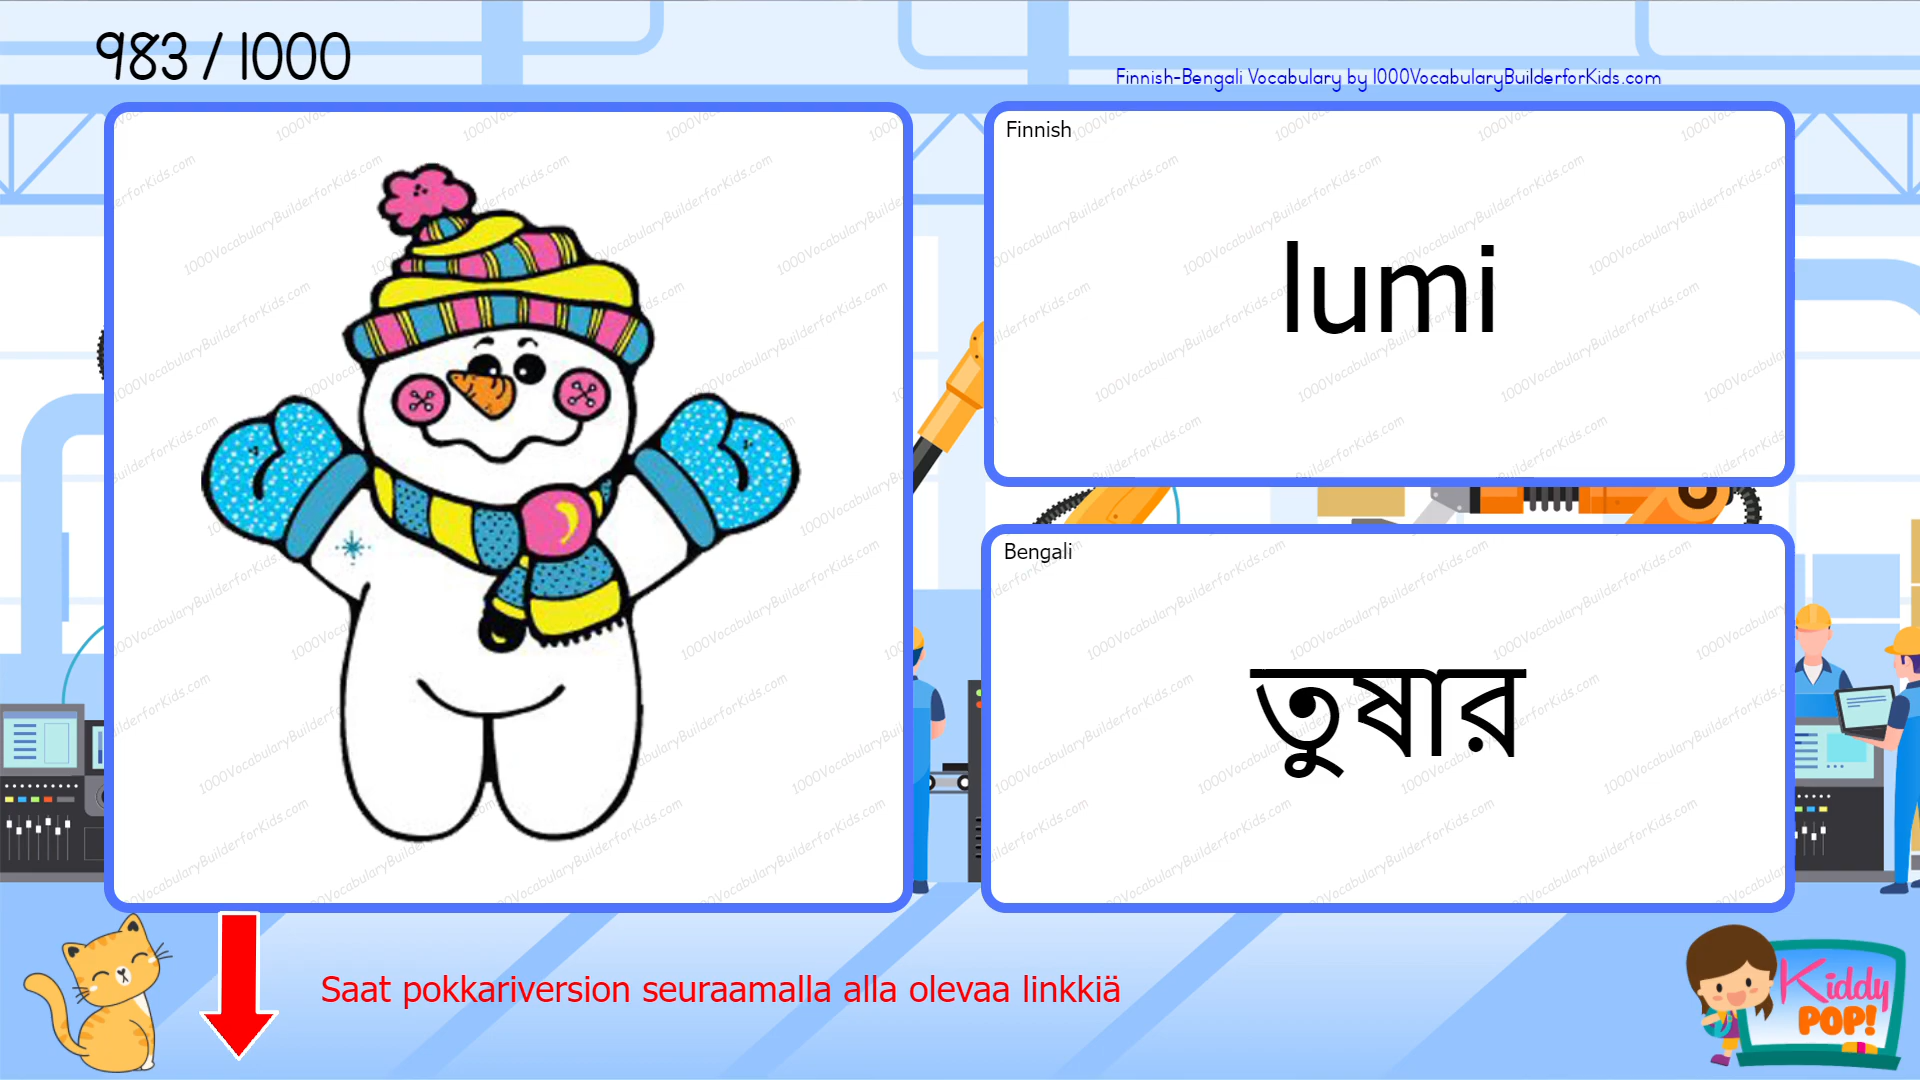 983 / 1000
Finnish-Bengali Vocabulary by 1000VocabularyBuilderforKids.com
Finnish
lumi
Bengali
তুষার
Saat pokkariversion seuraamalla alla olevaa linkkiä
Kiddy
POP!